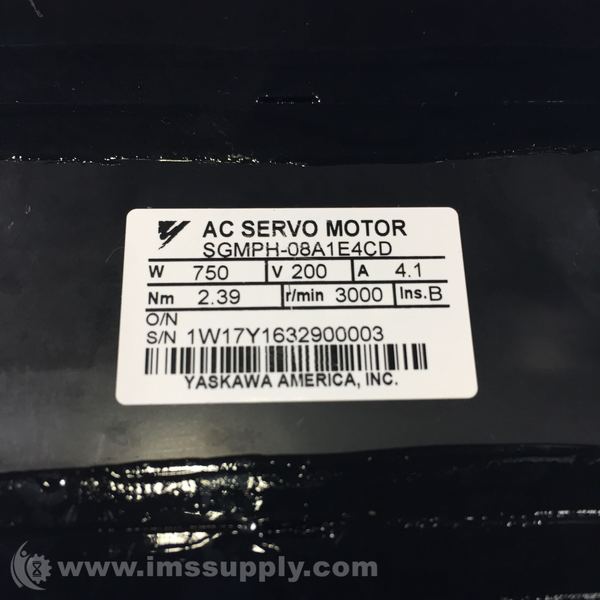 AC SERVO MOTOR
SGMPH-08A1E4CD
W 750 V 200 A 4.1
Nm 2.39 r/min 3000 Ins. B
O/N
S/N 1W17Y1632900003
YASKAWA AMERICA, INC.
www.imssupply.com